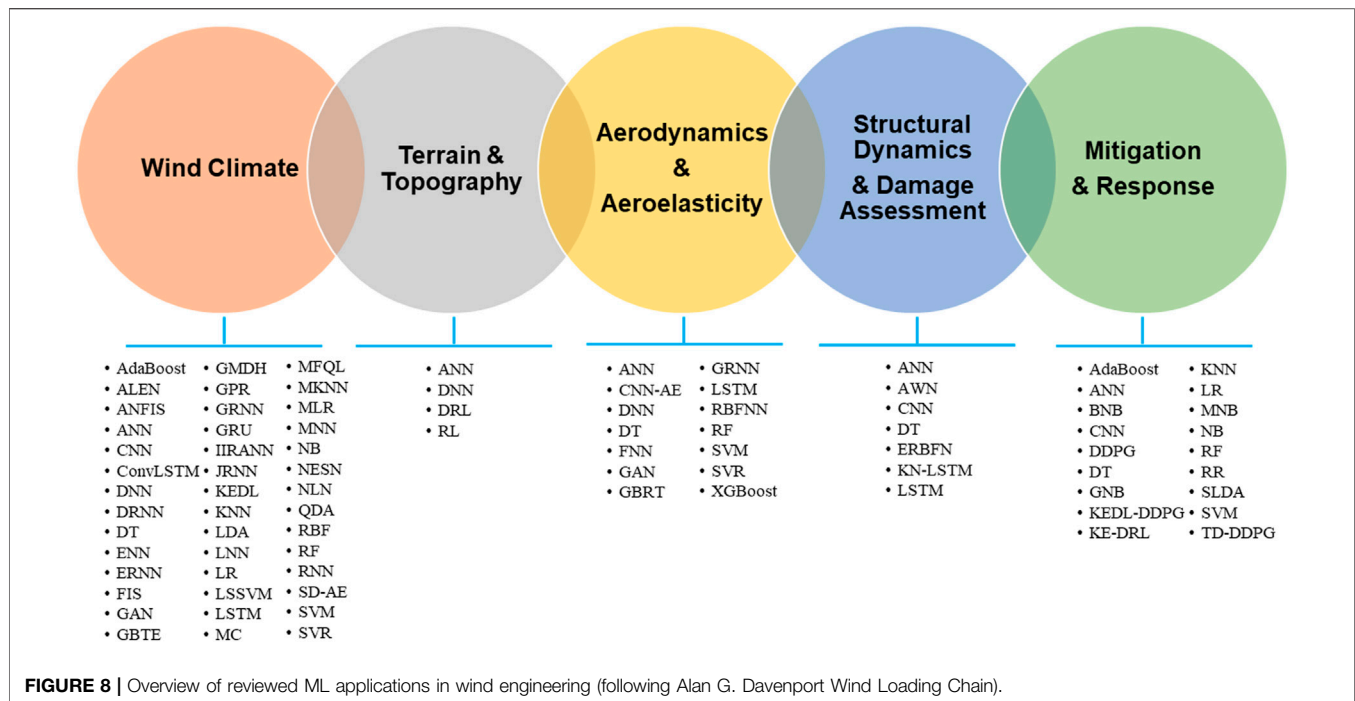 Wind Climate
Terrain &
Topography
Aerodynamics
&
Aeroelasticity
Structural
Dynamics
& Damage
Assessment
Mitigation
& Response
• AdaBoost
• ALEN
• ANFIS
• ANN
• CNN
• ConvLSTM
• DNN
• DRNN
• DT
• ENN
• ERNN
• FIS
• GAN
• GBTE
• GMDH
• GPR
• GRNN
• GRU
• IIRANN
• JRNN
• KEDL
• KNN
• LDA
• LNN
• LR
• LSSVM
• LSTM
• MC
• MFQL
• MKNN
• MLR
• MNN
• NB
• NESN
• NLN
• QDA
• RBF
• RF
• RNN
• SD-AE
• SVM
• SVR
• ANN
• DNN
• DRL
• RL
• ANN
• CNN-AE
• DNN
• DT
• FNN
• GAN
• GBRT
• GRNN
• LSTM
• RBFNN
• RF
• SVM
• SVR
• XGBoost
• ANN
• AWN
• CNN
• DT
• ERBFN
• KN-LSTM
• LSTM
• AdaBoost
• ANN
• BNB
• CNN
• DDPG
• DT
• GNB
• KEDL-DDPG
• KE-DRL
• KNN
• LR
• MNB
• NB
• RF
• RR
• SLDA
• SVM
• TD-DDPG
FIGURE 8 | Overview of reviewed ML applications in wind engineering (following Alan G. Davenport Wind Loading Chain).